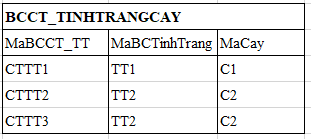 BCCT_TINHTRANGCAY
MaBCCT_TT MaBCTinhTrang MaCay
CTTT1 TT1 C1
CTTT2 TT2 C2
CTTT3 TT2 C2